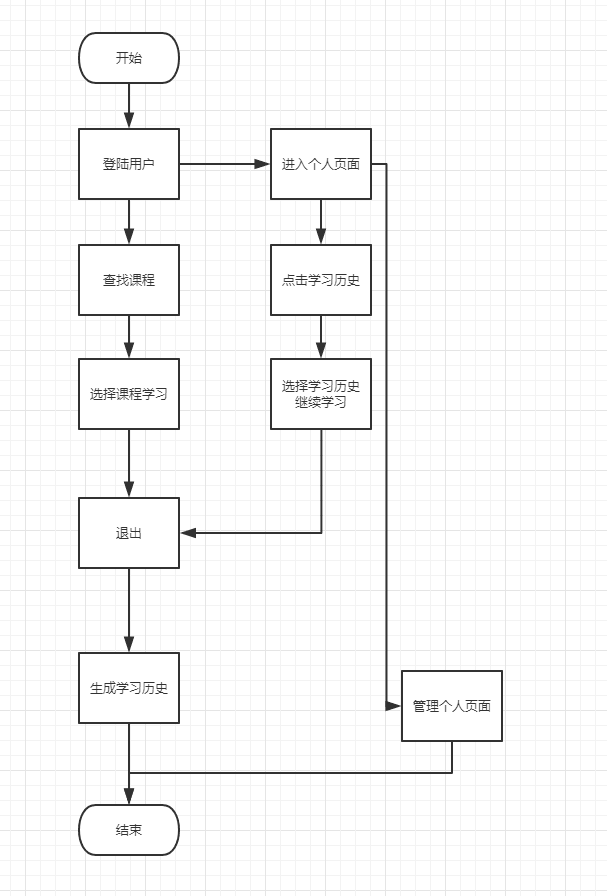 开始
登陆用户
进入个人页面
查找课程
点击学习历史
选择课程学习
选择学习历史
继续学习
退出
生成学习历史
管理个人页面
结束